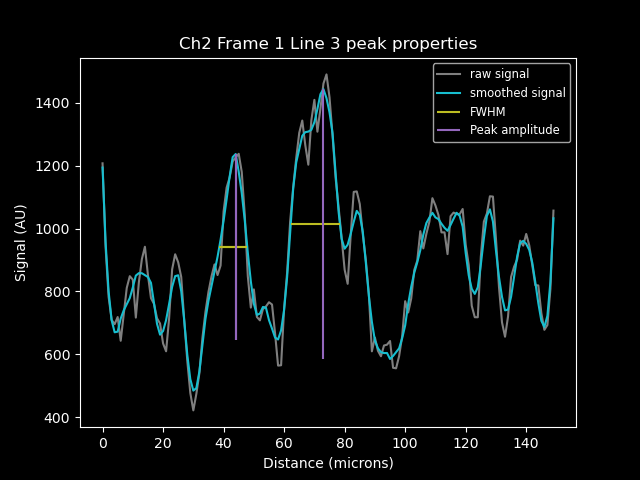 Ch2 Frame 1 Line 3 peak properties
raw signal
smoothed signal
FWHM
Peak amplitude
Signal (AU)
1400
1200
1000
800
600
400
0 20 40 60 80 100 120 140
Distance (microns)